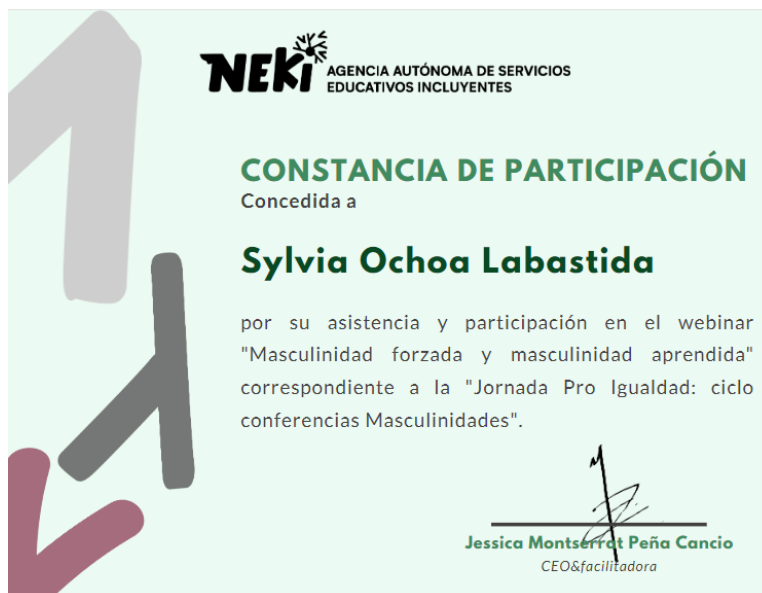 NEKI AGENCIA AUTÓNOMA DE SERVICIOS
EDUCATIVOS INCLUYENTES
CONSTANCIA DE PARTICIPACIÓN
Concedida a
Sylvia Ochoa Labastida
por su asistencia y participación en el webinar
"Masculinidad forzada y masculinidad aprendida"
correspondiente a la "Jornada Pro Igualdad: ciclo
conferencias Masculinidades".
Jessica Montserrat Peña Cancio
CEO&facilitadora